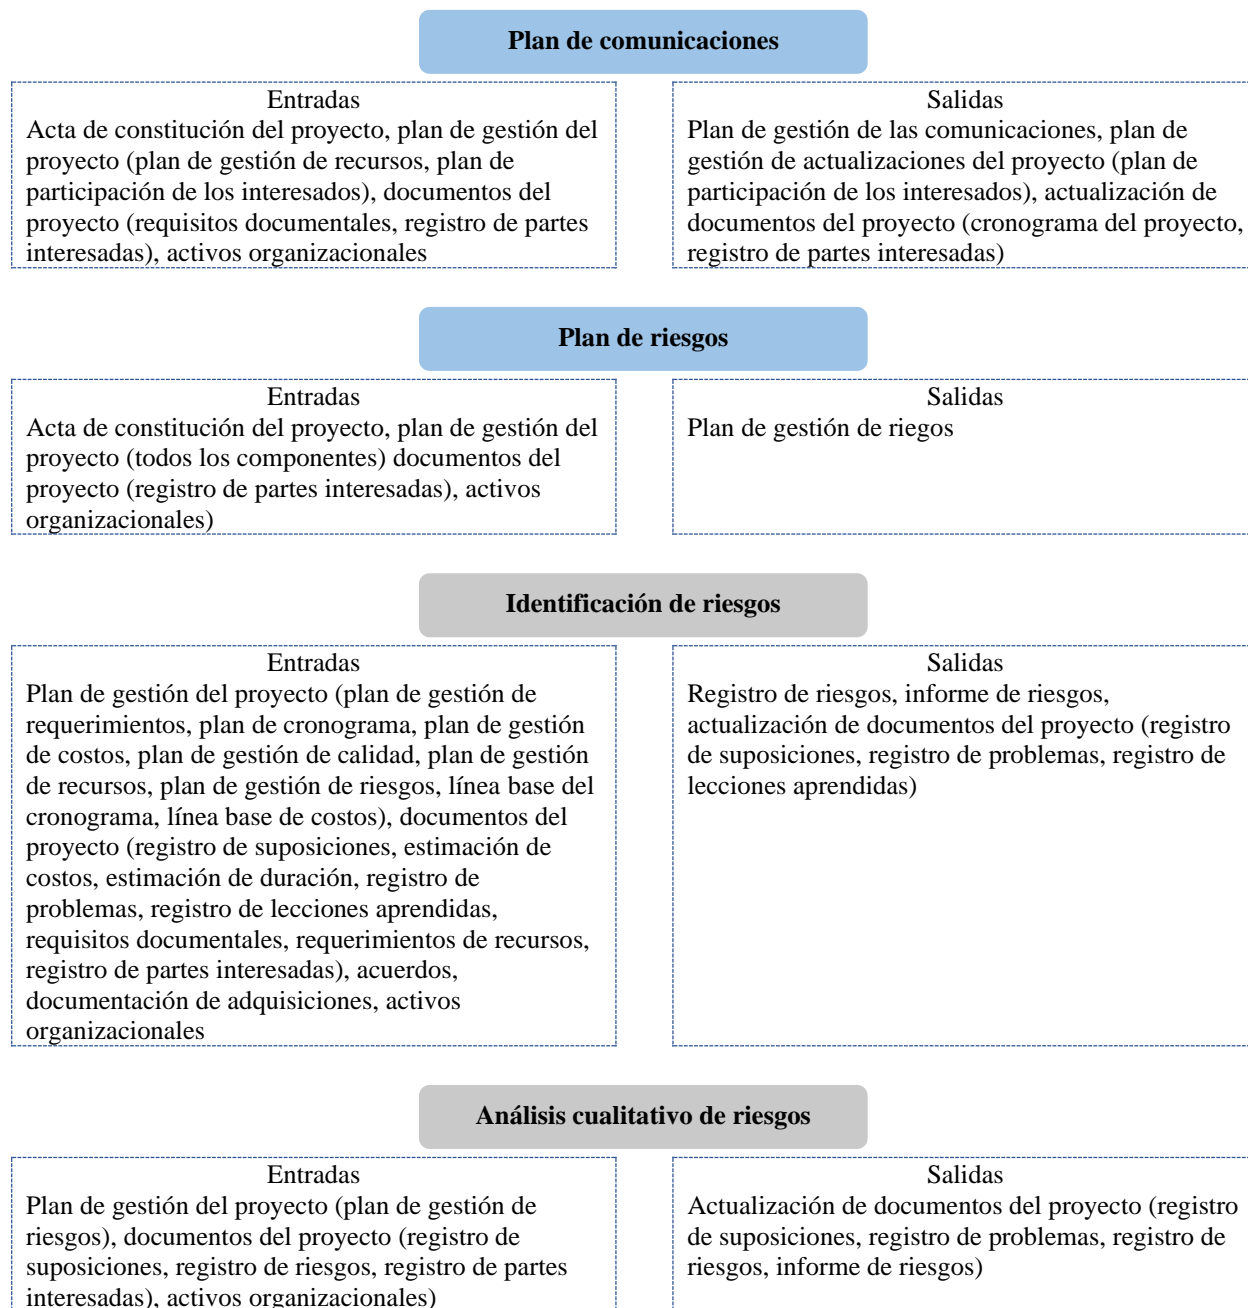 Plan de comunicaciones
Entradas
Acta de constitución del proyecto, plan de gestión del
proyecto (plan de gestión de recursos, plan de
participación de los interesados), documentos del
proyecto (requisitos documentales, registro de partes
interesadas), activos organizacionales
Salidas
Plan de gestión de las comunicaciones, plan de
gestión de actualizaciones del proyecto (plan de
participación de los interesados), actualización de
documentos del proyecto (cronograma del proyecto,
registro de partes interesadas)
Plan de riesgos
Entradas
Acta de constitución del proyecto, plan de gestión del
proyecto (todos los componentes) documentos del
proyecto (registro de partes interesadas), activos
organizacionales)
Salidas
Plan de gestión de riegos
Identificación de riesgos
Entradas
Plan de gestión del proyecto (plan de gestión de
requerimientos, plan de cronograma, plan de gestión
de costos, plan de gestión de calidad, plan de gestión
de recursos, plan de gestión de riesgos, línea base del
cronograma, línea base de costos), documentos del
proyecto (registro de suposiciones, estimación de
costos, estimación de duración, registro de
problemas, registro de lecciones aprendidas,
requisitos documentales, requerimientos de recursos,
registro de partes interesadas), acuerdos,
documentación de adquisiciones, activos
organizacionales
Salidas
Registro de riesgos, informe de riesgos,
actualización de documentos del proyecto (registro
de suposiciones, registro de problemas, registro de
lecciones aprendidas)
Análisis cualitativo de riesgos
Entradas
Plan de gestión del proyecto (plan de gestión de
riesgos), documentos del proyecto (registro de
suposiciones, registro de riesgos, registro de partes
interesadas), activos organizacionales)
Salidas
Actualización de documentos del proyecto (registro
de suposiciones, registro de problemas, registro de
riesgos, informe de riesgos)